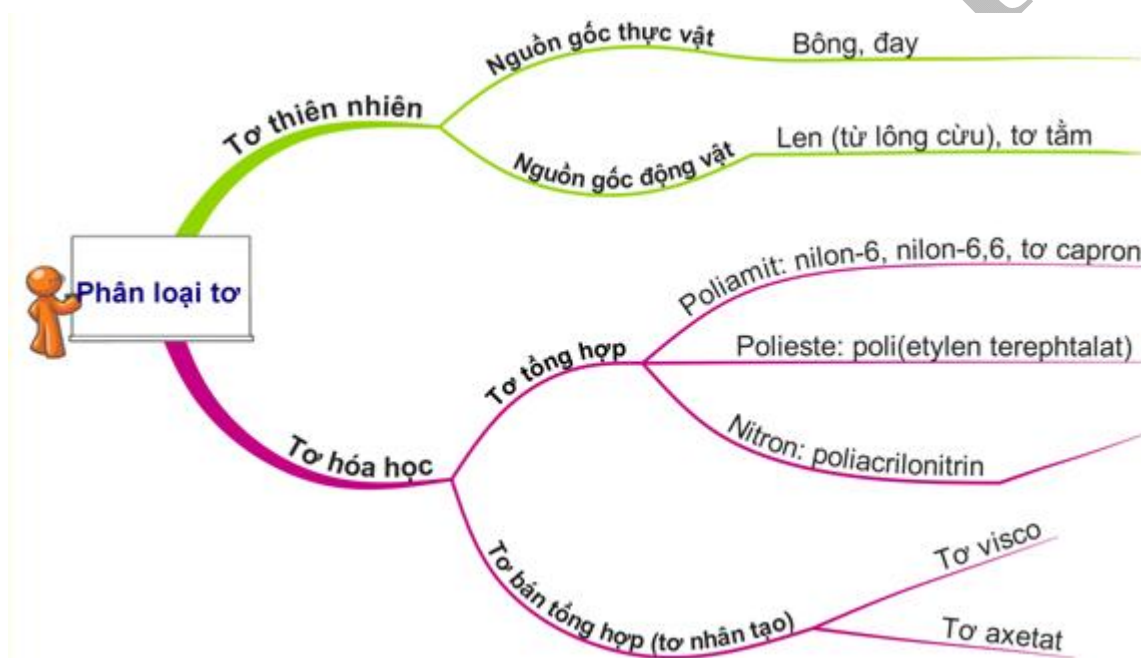 Nguồn gốc thực vật
Bông, đay
Tơ thiên nhiên
Nguồn gốc động vật
Len (từ lông cừu), tơ tằm
Phân loại tơ
Poliamit: nilon-6, nilon-6,6, tơ capron
Tơ tổng hợp
Polieste: poli(etylen terephtalat)
Nitron: poliacrilonitrin
Tơ hóa học
Tơ bán tổng hợp (tơ nhân tạo)
Tơ visco
Tơ axetat